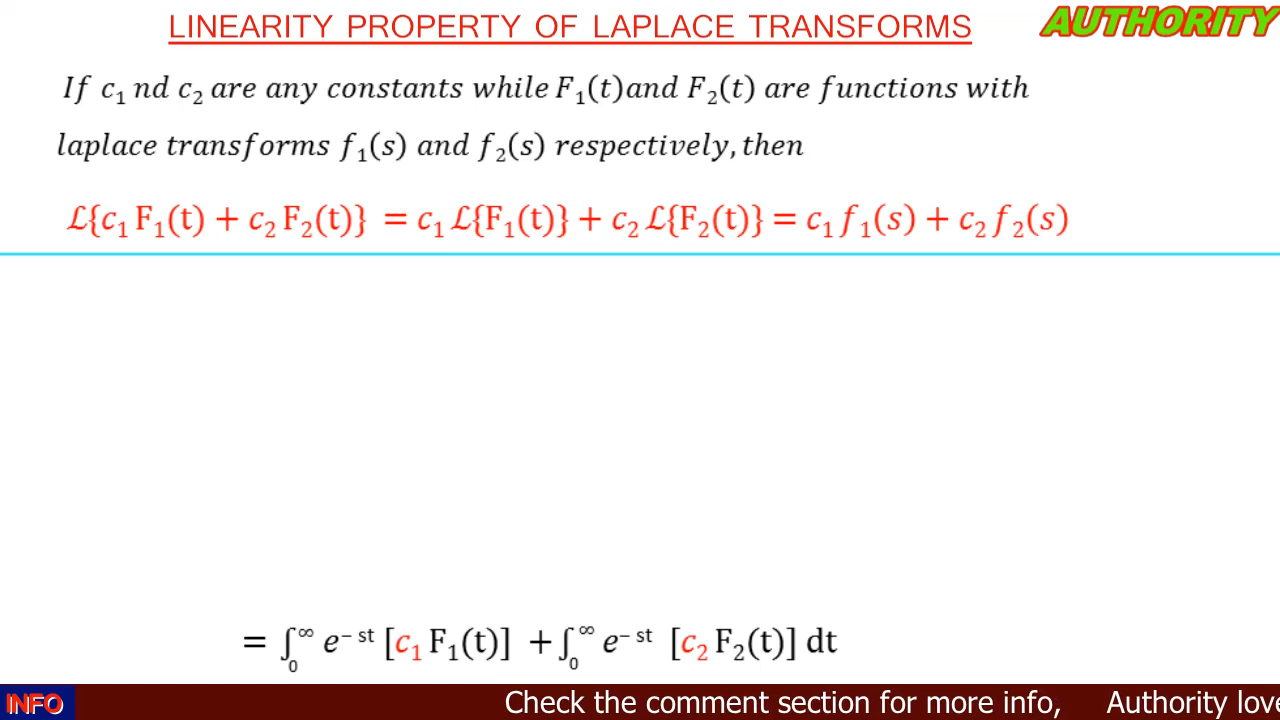 LINEARITY PROPERTY OF LAPLACE TRANSFORMS
AUTHORITY
If c₁ nd c₂ are any constants while F₁(t)and F₂(t) are functions with
laplace transforms f₁(s) and f₂(s) respectively, then
ℒ{c₁ F₁(t) + c₂ F₂(t)} = c₁ ℒ{F₁(t)} + c₂ ℒ{F₂(t)} = c₁ f₁(s) + c₂ f₂(s)
= ∫₀^∞ e⁻ ˢᵗ [c₁ F₁(t)] + ∫₀^∞ e⁻ ˢᵗ [c₂ F₂(t)] dt
INFO Check the comment section for more info, Authority love